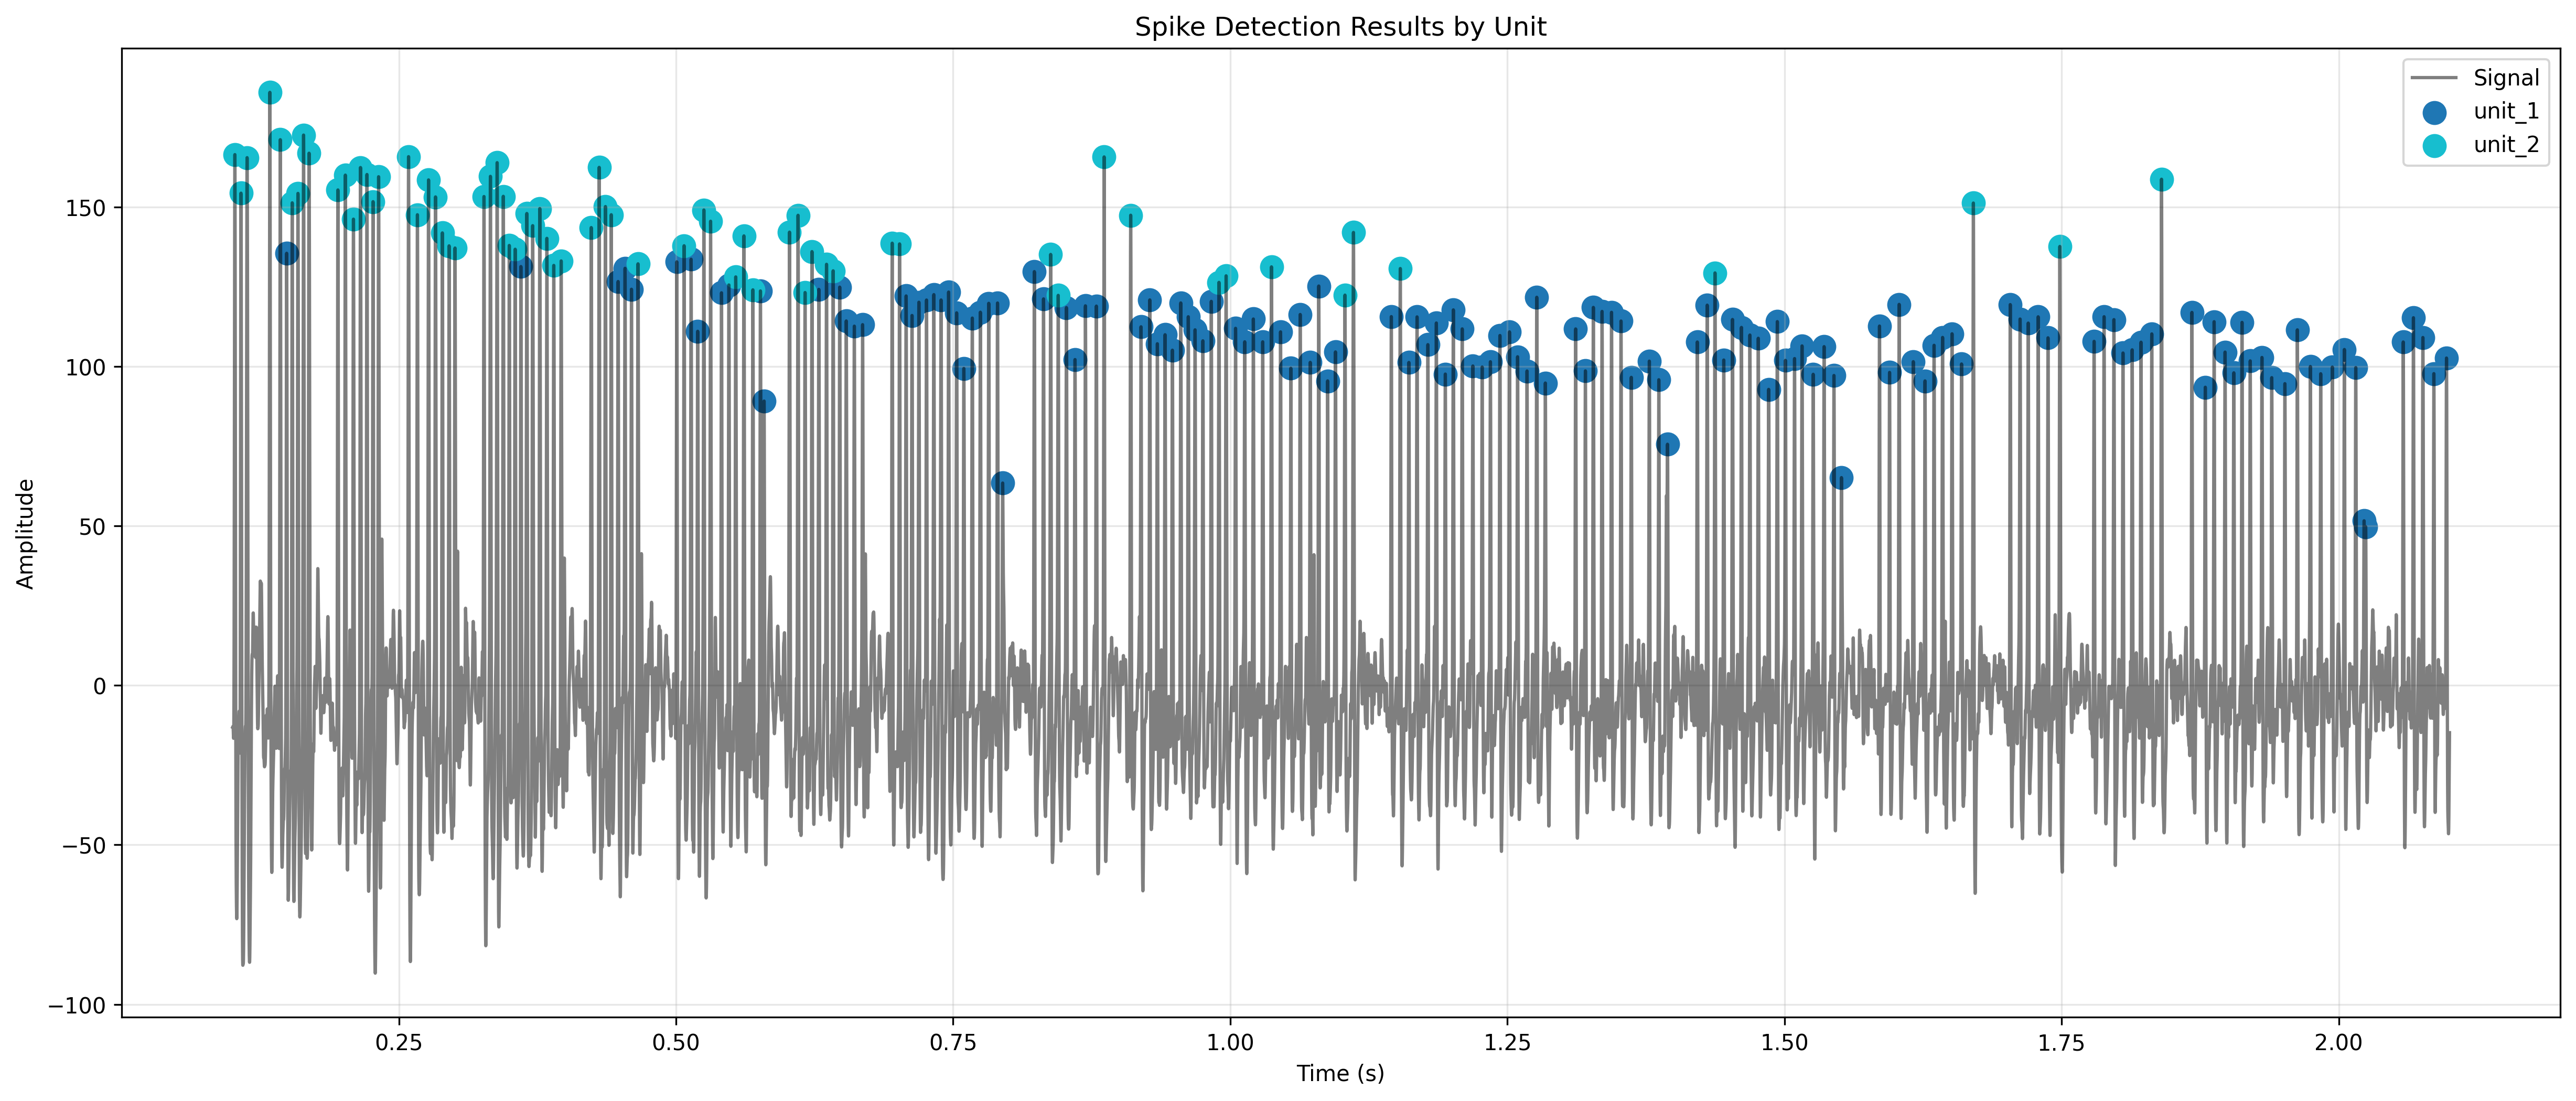 Spike Detection Results by Unit
Signal
unit_1
unit_2
150
100
50
0
−50
−100
Amplitude
0.25
0.50
0.75
1.00
1.25
1.50
1.75
2.00
Time (s)